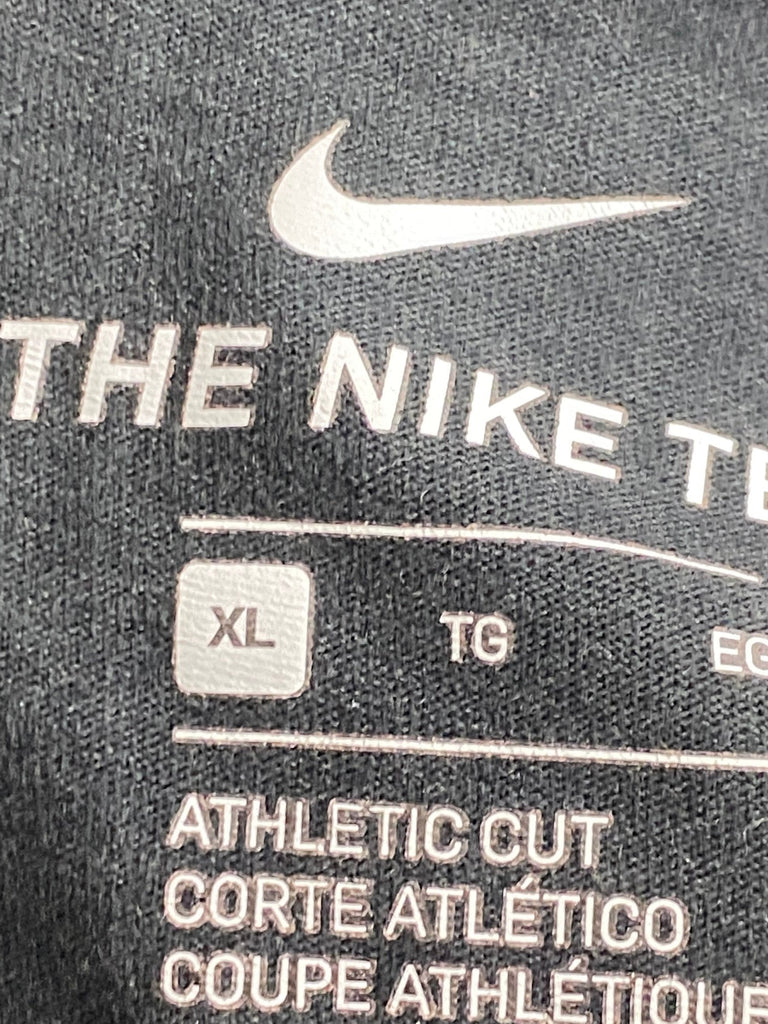 THE NIKE TE
XL TG EG
ATHLETIC CUT
CORTE ATLÉTICO
COUPE ATHLÉTIQUE